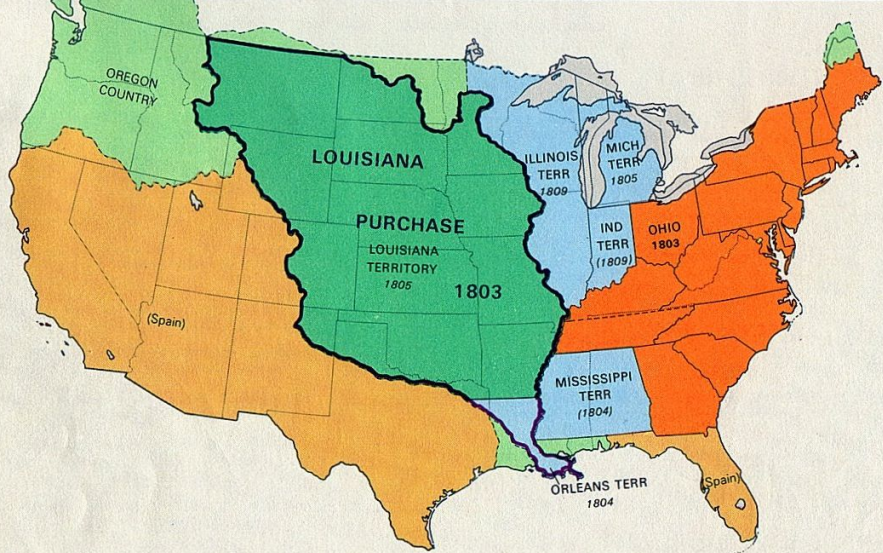 OREGON
COUNTRY
LOUISIANA
PURCHASE
LOUISIANA
TERRITORY
1805
1803
ILLINOIS
TERR
1809
MICH
TERR
1805
IND
TERR
(1809)
OHIO
1803
(Spain)
MISSISSIPPI
TERR
(1804)
(Spain)
ORLEANS TERR
1804